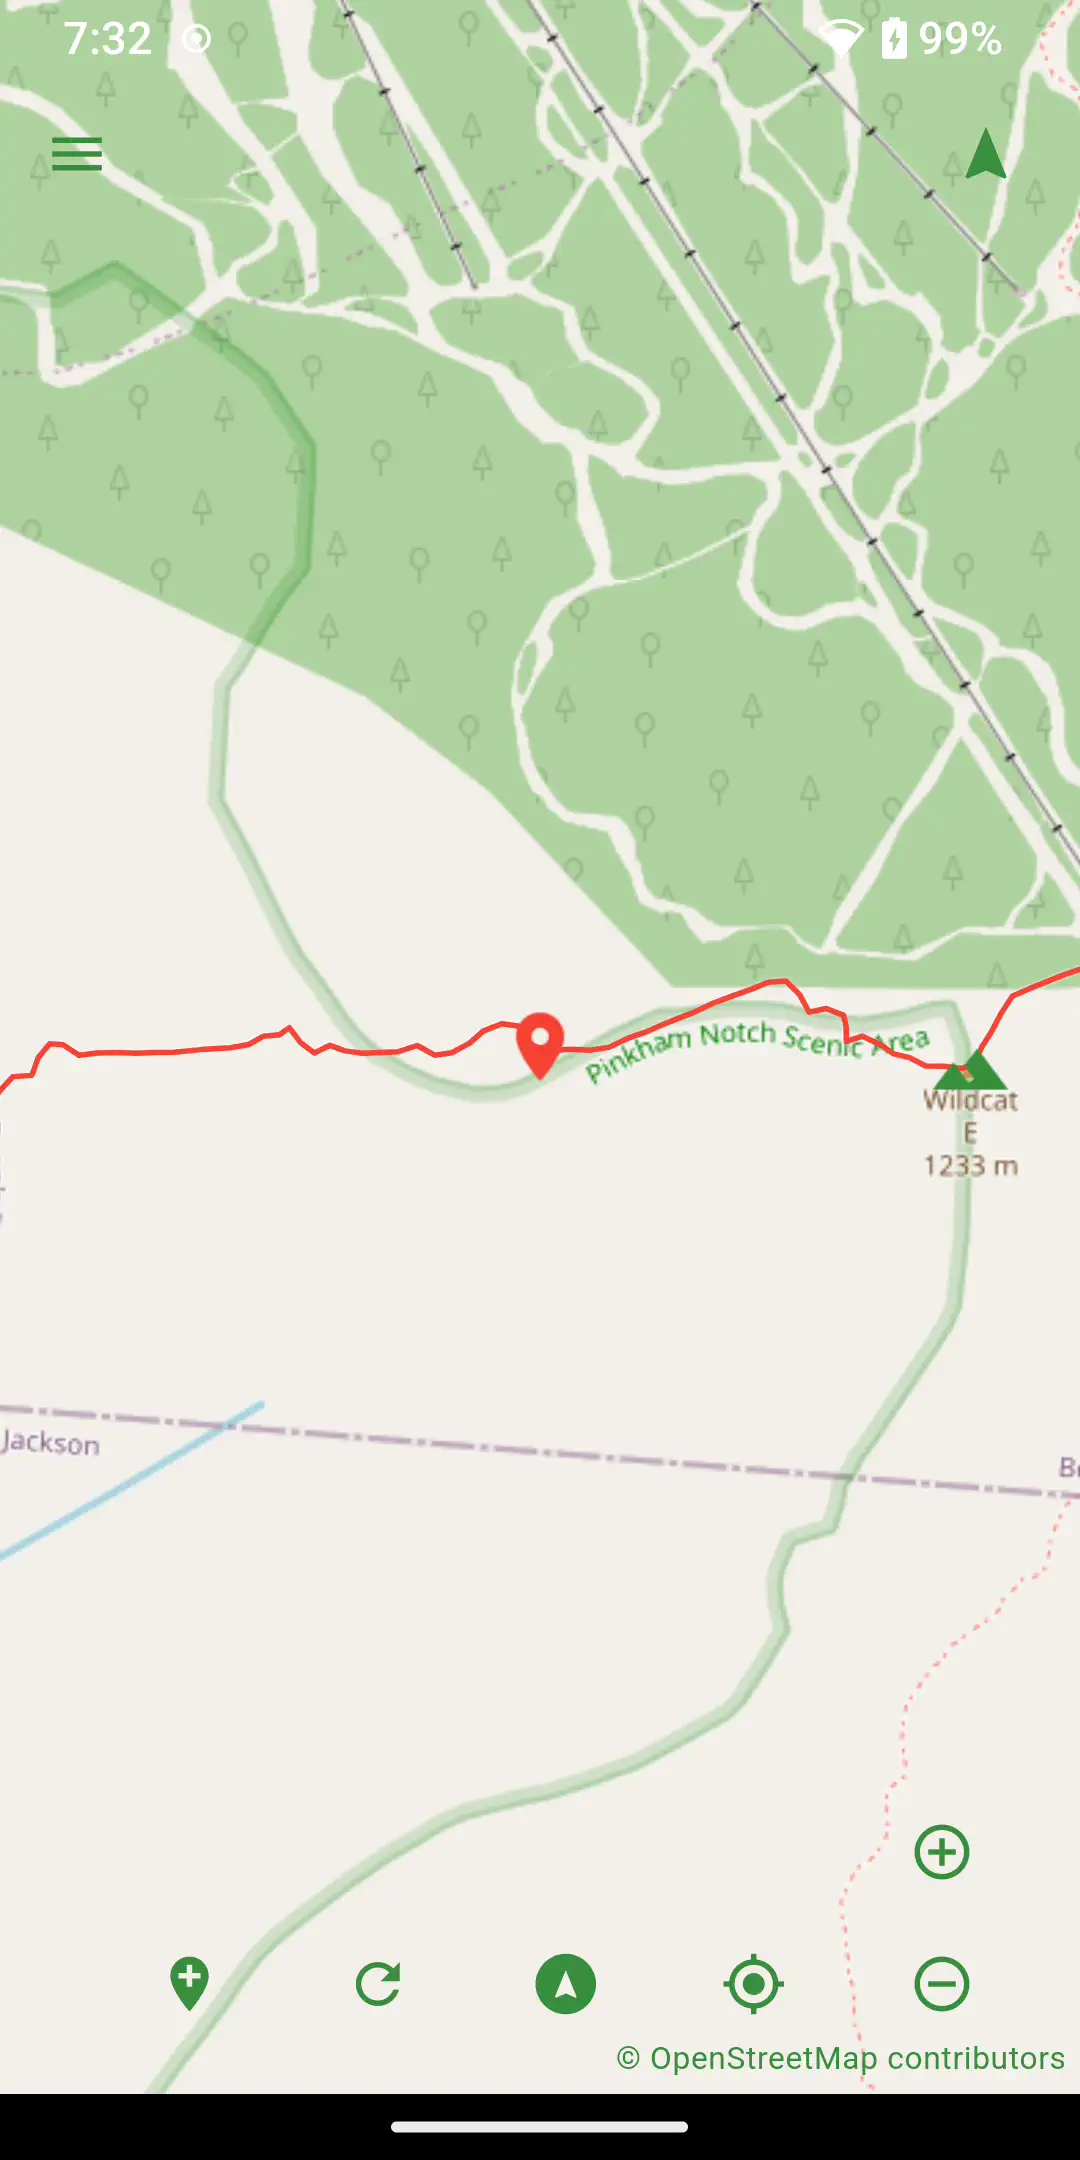 7:32
99%
Pinkham Notch Scenic Area
Wildcat
E
1233 m
Jackson
© OpenStreetMap contributors